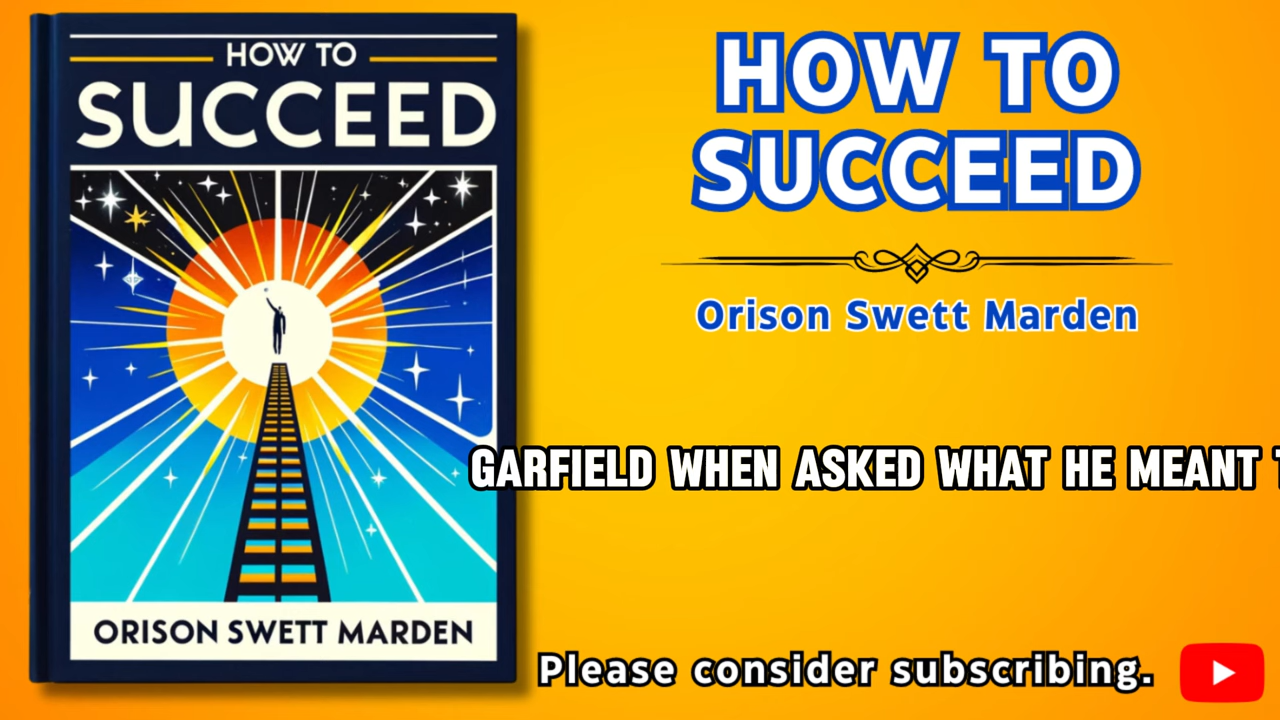 HOW TO
SUCCEED
ORISON SWETT MARDEN
HOW TO
SUCCEED
Orison Swett Marden
GARFIELD WHEN ASKED WHAT HE MEANT
Please consider subscribing.